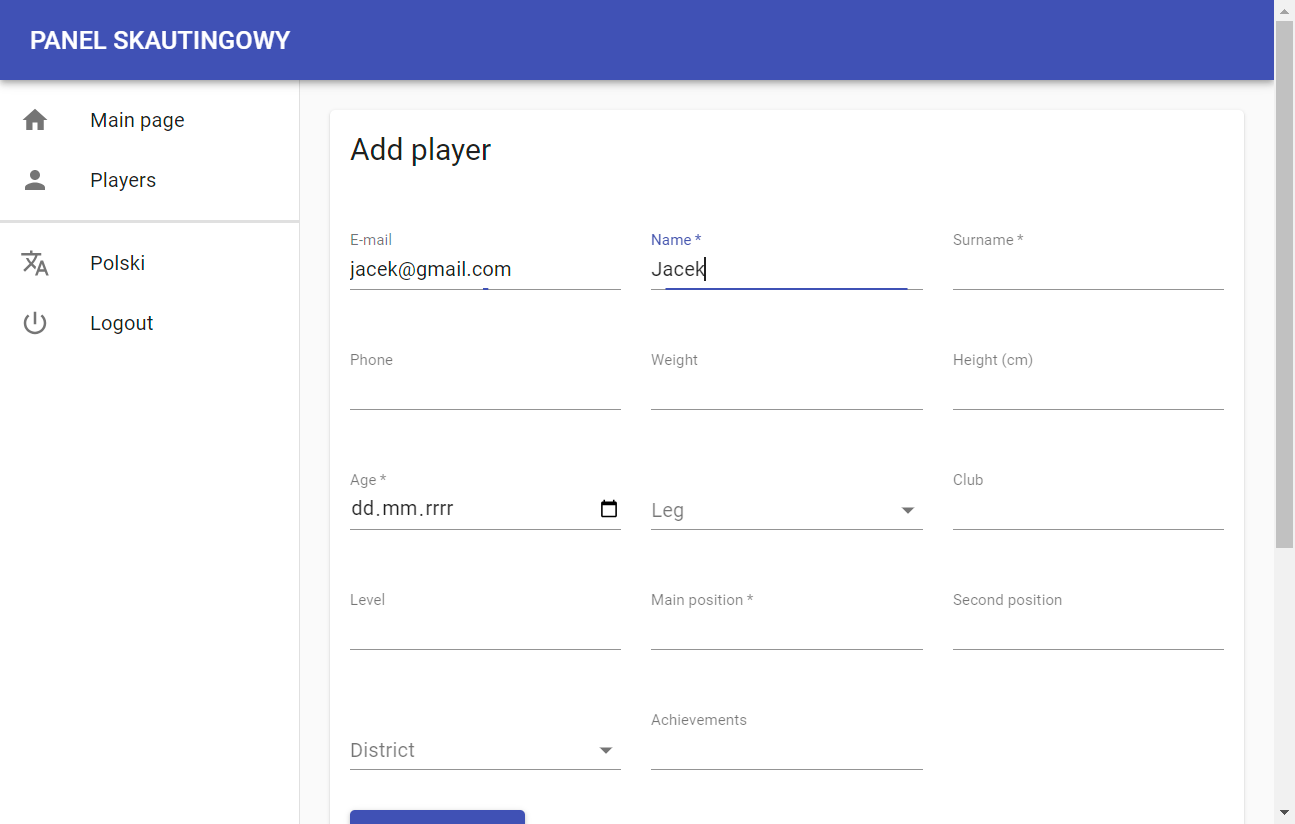 PANEL SKAUTINGOWY
Main page
Players
Polski
Logout
Add player
E-mail
jacek@gmail.com
Name *
Jacek
Surname *
Phone
Weight
Height (cm)
Age *
dd.mm.rrrr
Leg
Club
Level
Main position *
Second position
District
Achievements